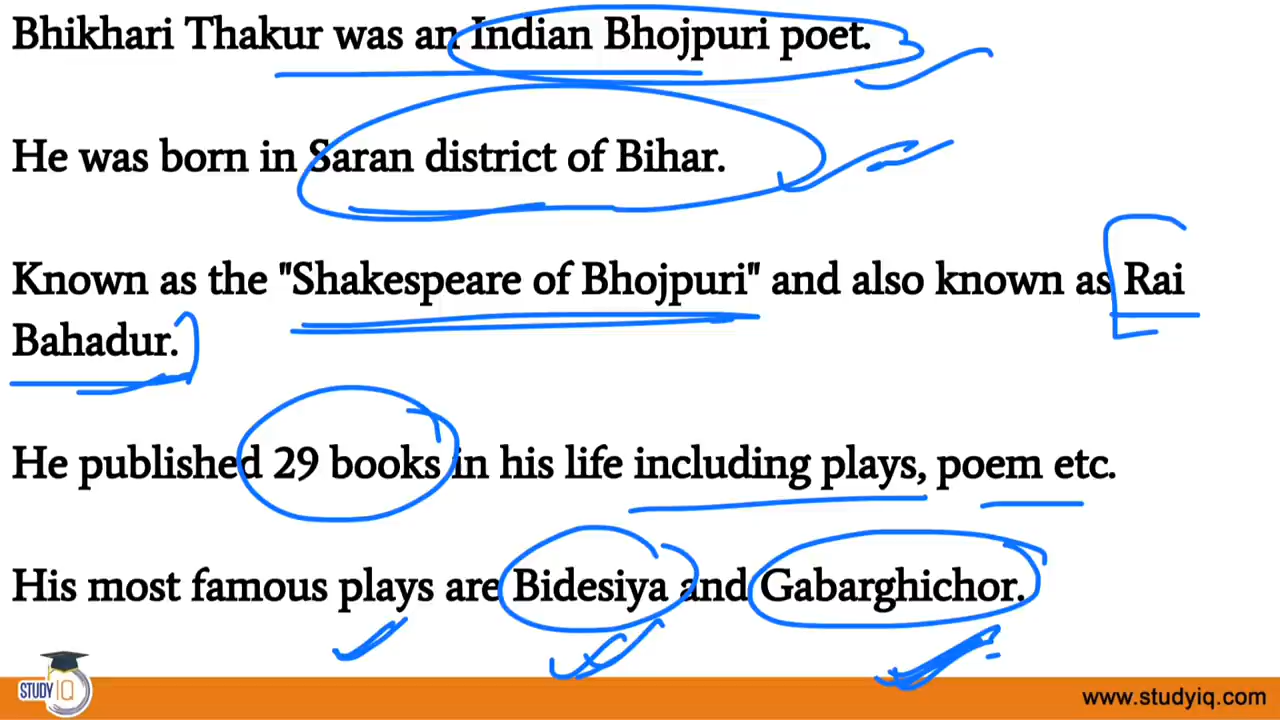 Bhikhari Thakur was an Indian Bhojpuri poet.
He was born in Saran district of Bihar.
Known as the "Shakespeare of Bhojpuri" and also known as Rai
Bahadur.
He published 29 books in his life including plays, poem etc.
His most famous plays are Bidesiya and Gabarghichor.
STUDY IQ
www.studyiq.com